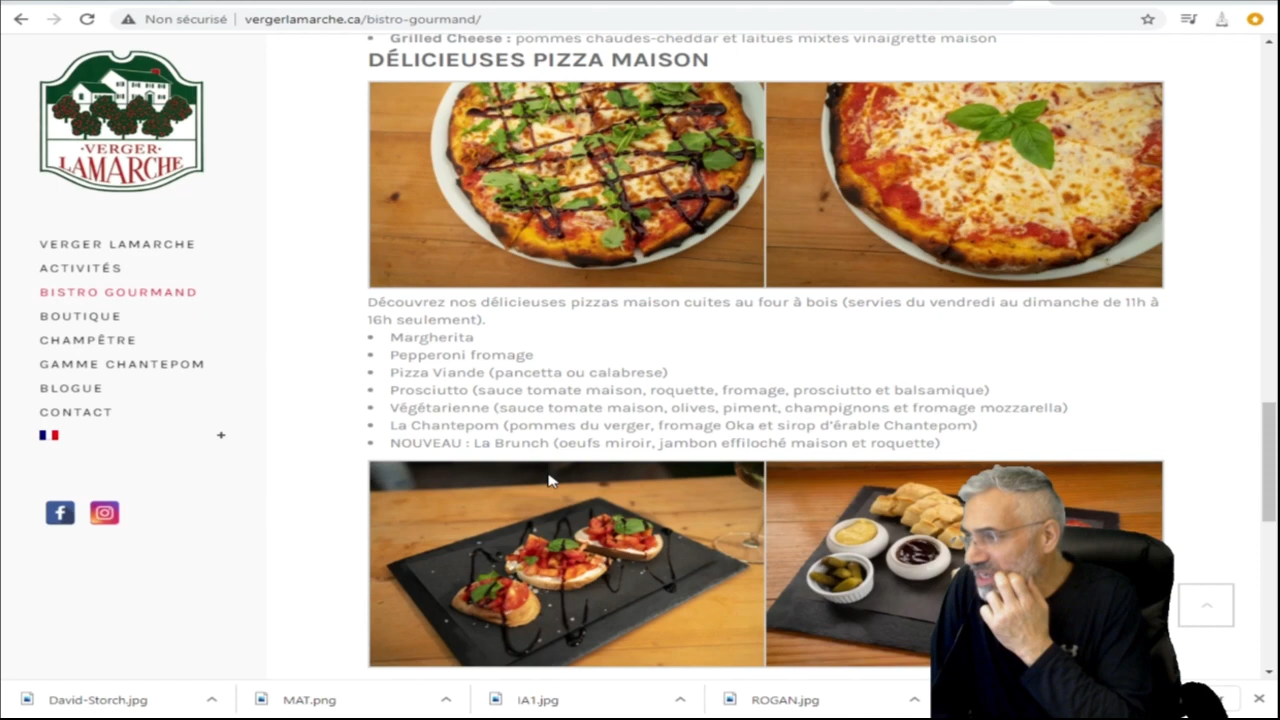 Non sécurisé
vergerlamarche.ca/bistro-gourmand/
·VERGER·
LAMARCHE
VERGER LAMARCHE
ACTIVITÉS
BISTRO GOURMAND
BOUTIQUE
CHAMPÊTRE
GAMME CHANTEPOM
BLOGUE
CONTACT
+
• Grilled Cheese : pommes chaudes-cheddar et laitues mixtes vinaigrette maison
DÉLICIEUSES PIZZA MAISON
Découvrez nos délicieuses pizzas maison cuites au four à bois (servies du vendredi au dimanche de 11h à
16h seulement).
• Margherita
• Pepperoni fromage
• Pizza Viande (pancetta ou calabrese)
• Prosciutto (sauce tomate maison, roquette, fromage, prosciutto et balsamique)
• Végétarienne (sauce tomate maison, olives, piment, champignons et fromage mozzarella)
• La Chantepom (pommes du verger, fromage Oka et sirop d'érable Chantepom)
• NOUVEAU : La Brunch (oeufs miroir, jambon effiloché maison et roquette)
David-Storch.jpg
MAT.png
IA1.jpg
ROGAN.jpg